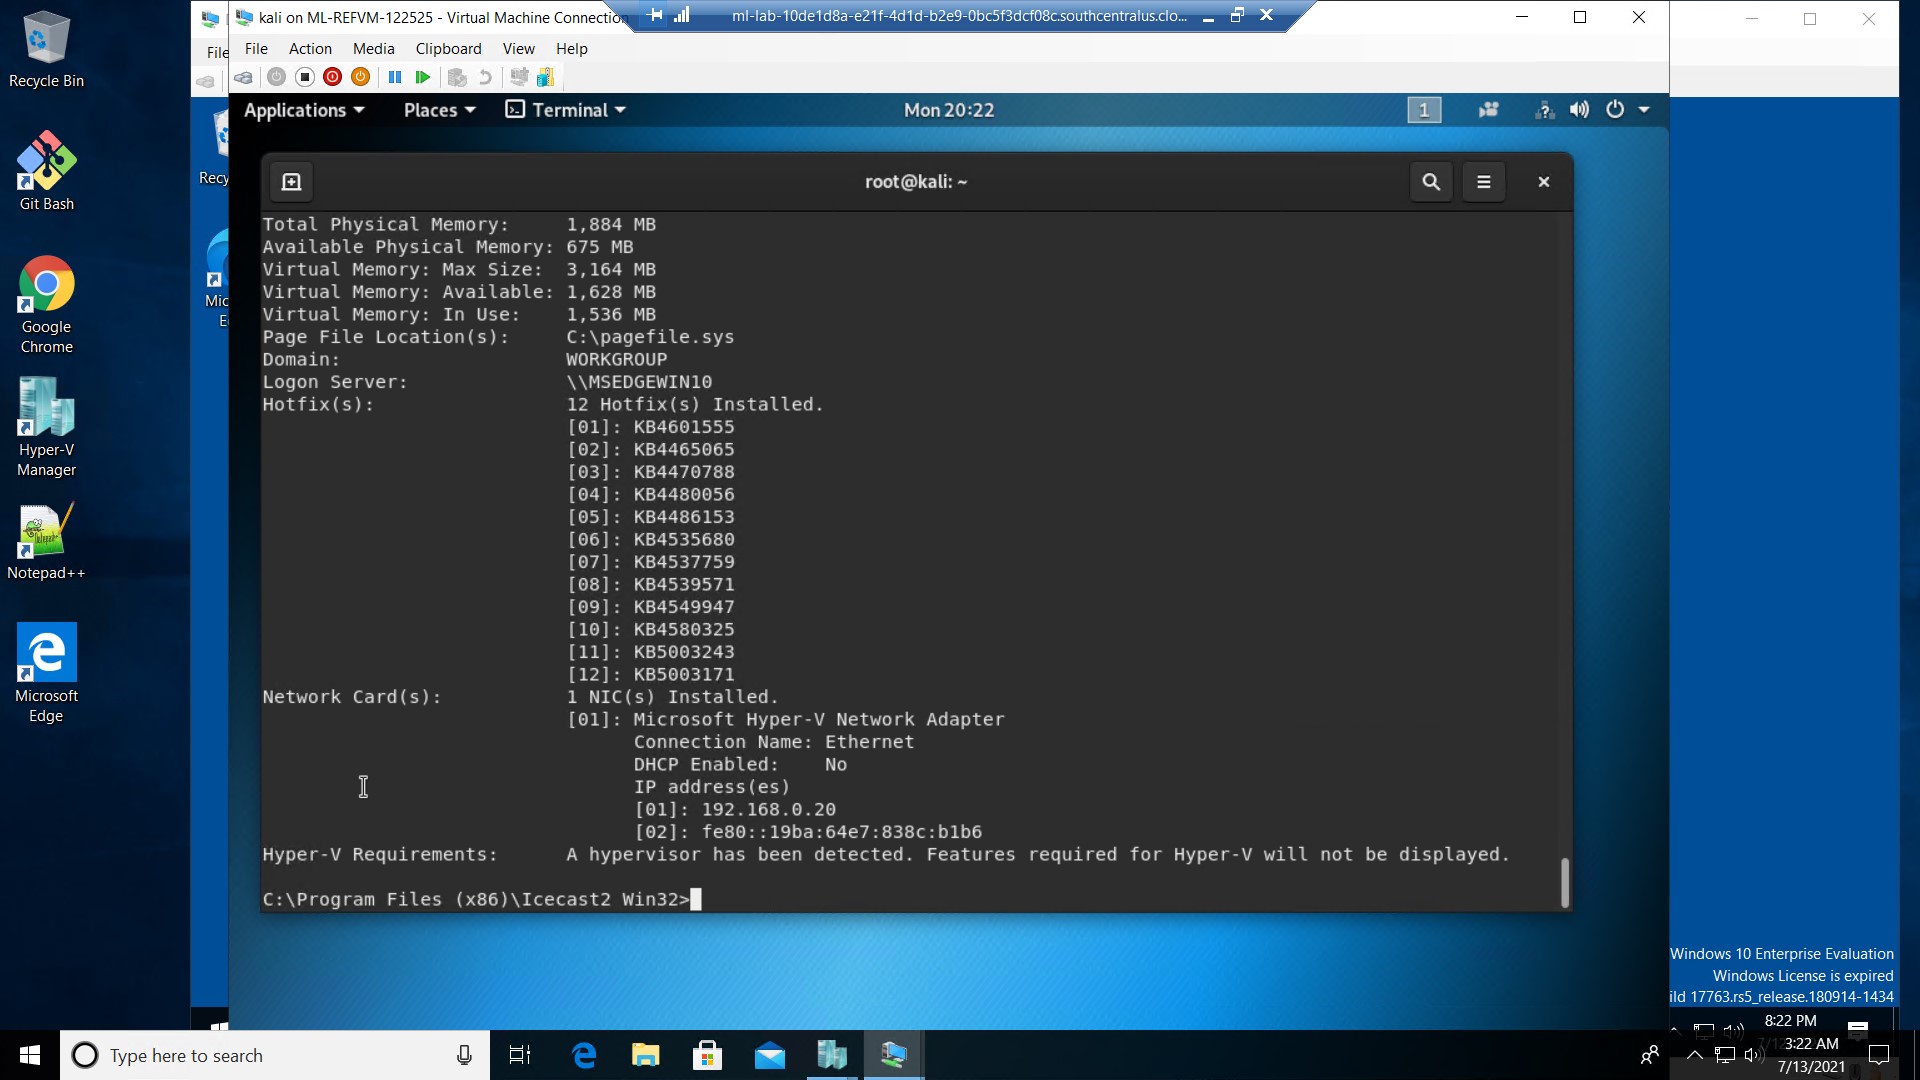 Recycle Bin
Git Bash
Google
Chrome
Hyper-V
Manager
Notepad++
Microsoft
Edge
File
Recy
Mic
E
kali on ML-REFVM-122525 - Virtual Machine Connection
ml-lab-10de1d8a-e21f-4d1d-b2e9-0bc5f3dcf08c.southcentralus.clo...
File Action Media Clipboard View Help
Applications Places Terminal Mon 20:22 1
root@kali: ~
Total Physical Memory: 1,884 MB
Available Physical Memory: 675 MB
Virtual Memory: Max Size: 3,164 MB
Virtual Memory: Available: 1,628 MB
Virtual Memory: In Use: 1,536 MB
Page File Location(s): C:\pagefile.sys
Domain: WORKGROUP
Logon Server: \\MSEDGEWIN10
Hotfix(s): 12 Hotfix(s) Installed.
[01]: KB4601555
[02]: KB4465065
[03]: KB4470788
[04]: KB4480056
[05]: KB4486153
[06]: KB4535680
[07]: KB4537759
[08]: KB4539571
[09]: KB4549947
[10]: KB4580325
[11]: KB5003243
[12]: KB5003171
Network Card(s): 1 NIC(s) Installed.
[01]: Microsoft Hyper-V Network Adapter
Connection Name: Ethernet
DHCP Enabled: No
IP address(es)
[01]: 192.168.0.20
[02]: fe80::19ba:64e7:838c:b1b6
Hyper-V Requirements: A hypervisor has been detected. Features required for Hyper-V will not be displayed.
C:\Program Files (x86)\Icecast2 Win32>
Windows 10 Enterprise Evaluation
Windows License is expired
ild 17763.rs5_release.180914-1434
8:22 PM
Type here to search
3:22 AM
7/13/2021